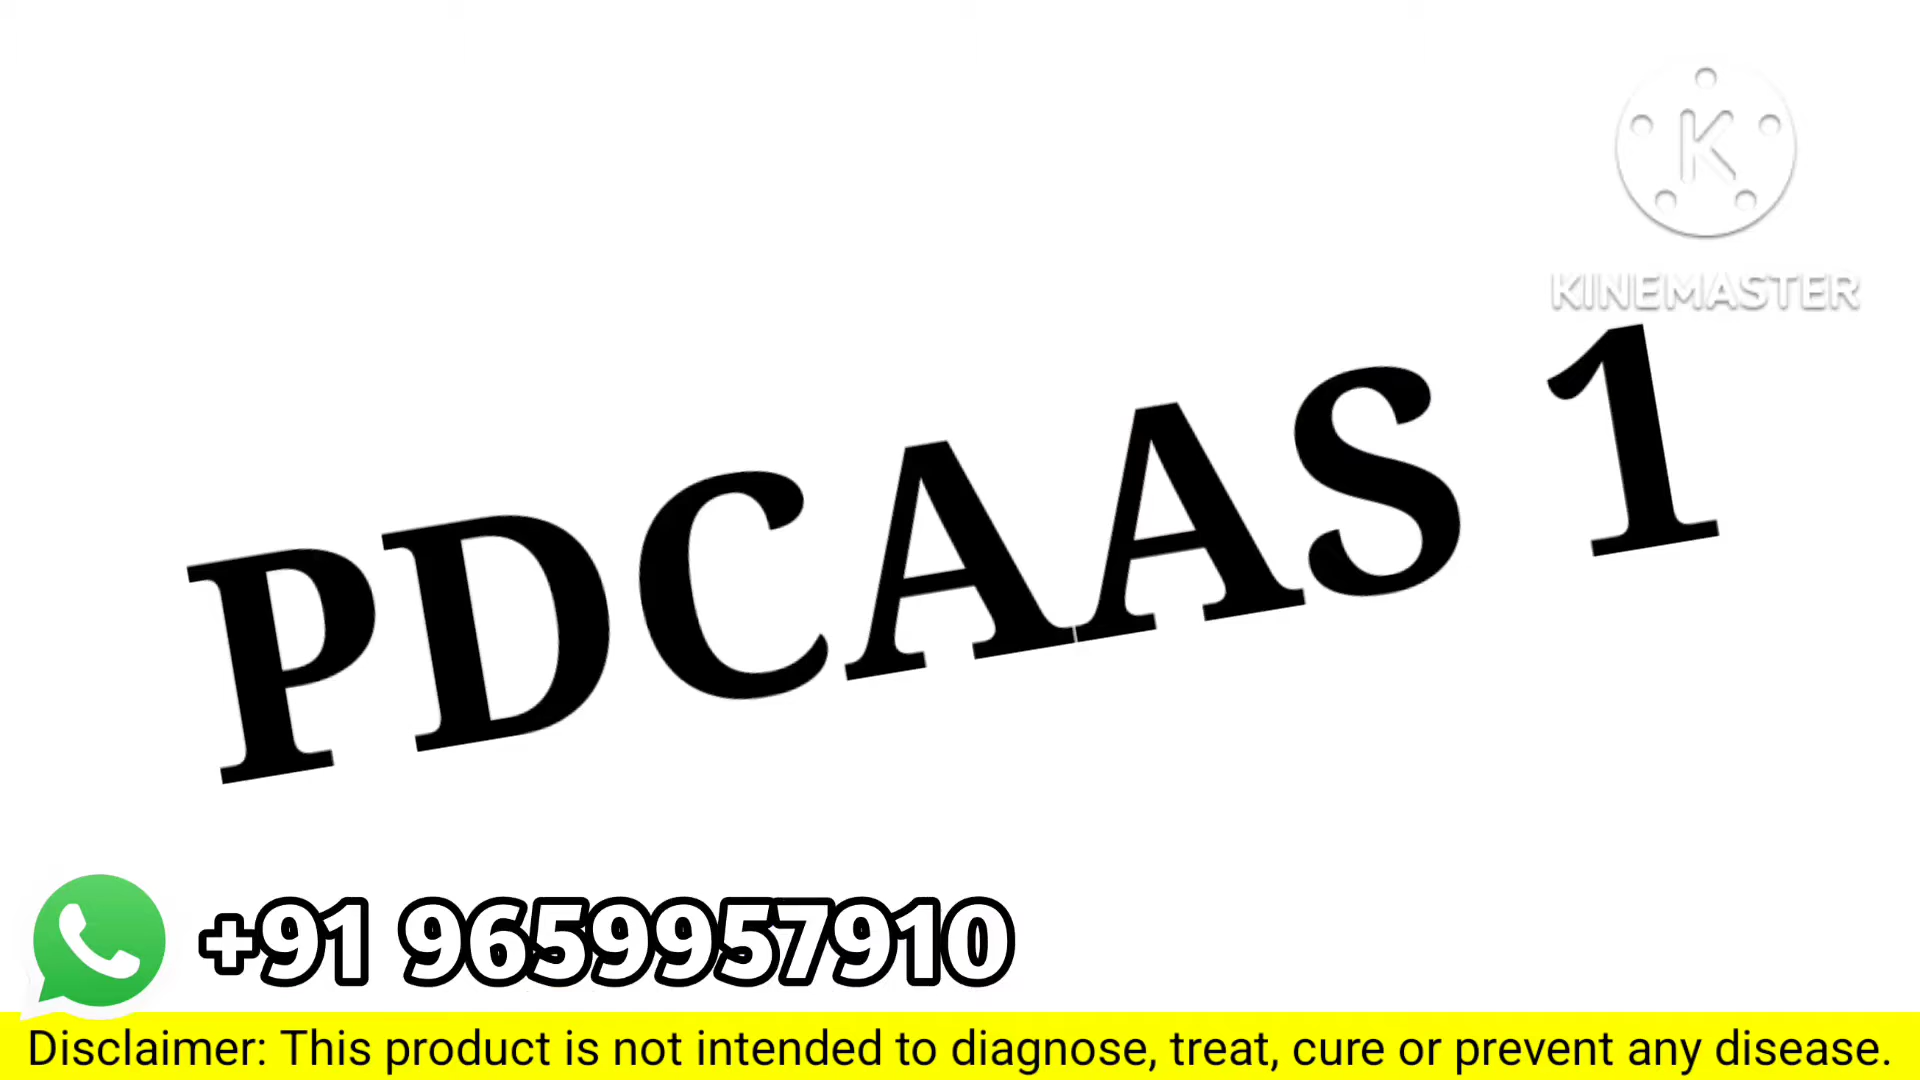 KINEMASTER
PDCAAS 1
+91 9659957910
Disclaimer: This product is not intended to diagnose, treat, cure or prevent any disease.